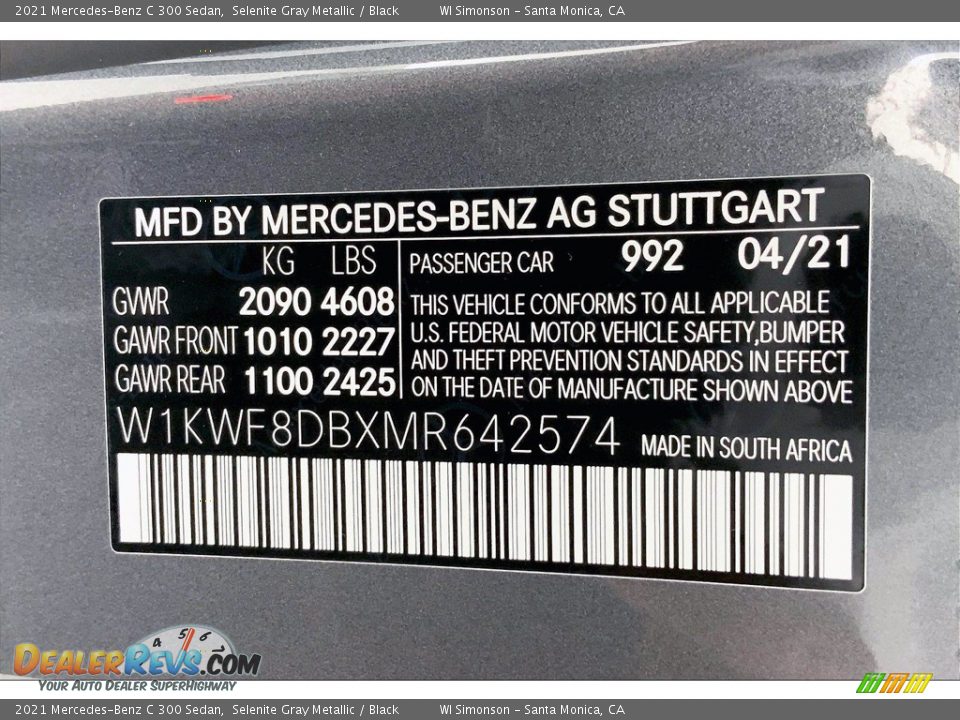 2021 Mercedes-Benz C 300 Sedan,  Selenite Gray Metallic / Black          WI Simonson - Santa Monica, CA
MFD BY MERCEDES-BENZ AG STUTTGART
KG LBS
GVWR 2090 4608
GAWR FRONT 1010 2227
GAWR REAR 1100 2425
PASSENGER CAR 992 04/21
THIS VEHICLE CONFORMS TO ALL APPLICABLE
U.S. FEDERAL MOTOR VEHICLE SAFETY,BUMPER
AND THEFT PREVENTION STANDARDS IN EFFECT
ON THE DATE OF MANUFACTURE SHOWN ABOVE
W1KWF8DBXMR642574 MADE IN SOUTH AFRICA
4 5 6 7
DEALERREVS.COM
YOUR AUTO DEALER SUPERHIGHWAY
2021 Mercedes-Benz C 300 Sedan,  Selenite Gray Metallic / Black          WI Simonson - Santa Monica, CA